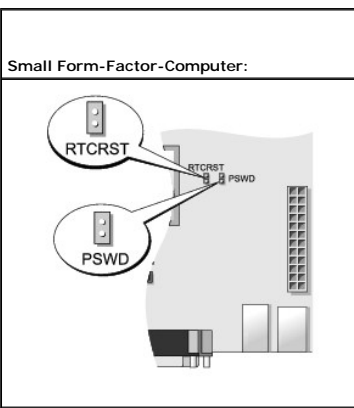 Small Form-Factor-Computer:
RTCRST
RTCRST
PSWD
PSWD